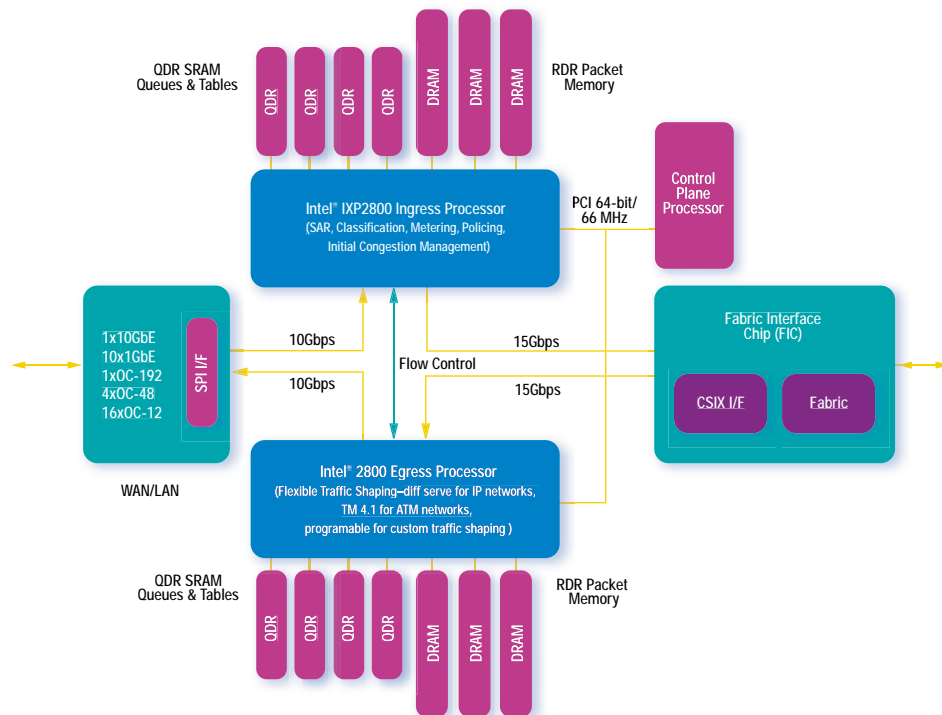 QDR SRAM
Queues & Tables
QDR
QDR
QDR
QDR
DRAM
DRAM
DRAM
RDR Packet
Memory
Intel® IXP2800 Ingress Processor
(SAR, Classification, Metering, Policing,
Initial Congestion Management)
PCI 64-bit/
66 MHz
Control
Plane
Processor
1x10GbE
10x1GbE
1xOC-192
4xOC-48
16xOC-12
SPI I/F
WAN/LAN
10Gbps
10Gbps
Flow Control
15Gbps
15Gbps
Fabric Interface
Chip (FIC)
CSIX I/F
Fabric
Intel® 2800 Egress Processor
(Flexible Traffic Shaping–diff serve for IP networks,
TM 4.1 for ATM networks,
programable for custom traffic shaping )
QDR SRAM
Queues & Tables
QDR
QDR
QDR
QDR
DRAM
DRAM
DRAM
RDR Packet
Memory